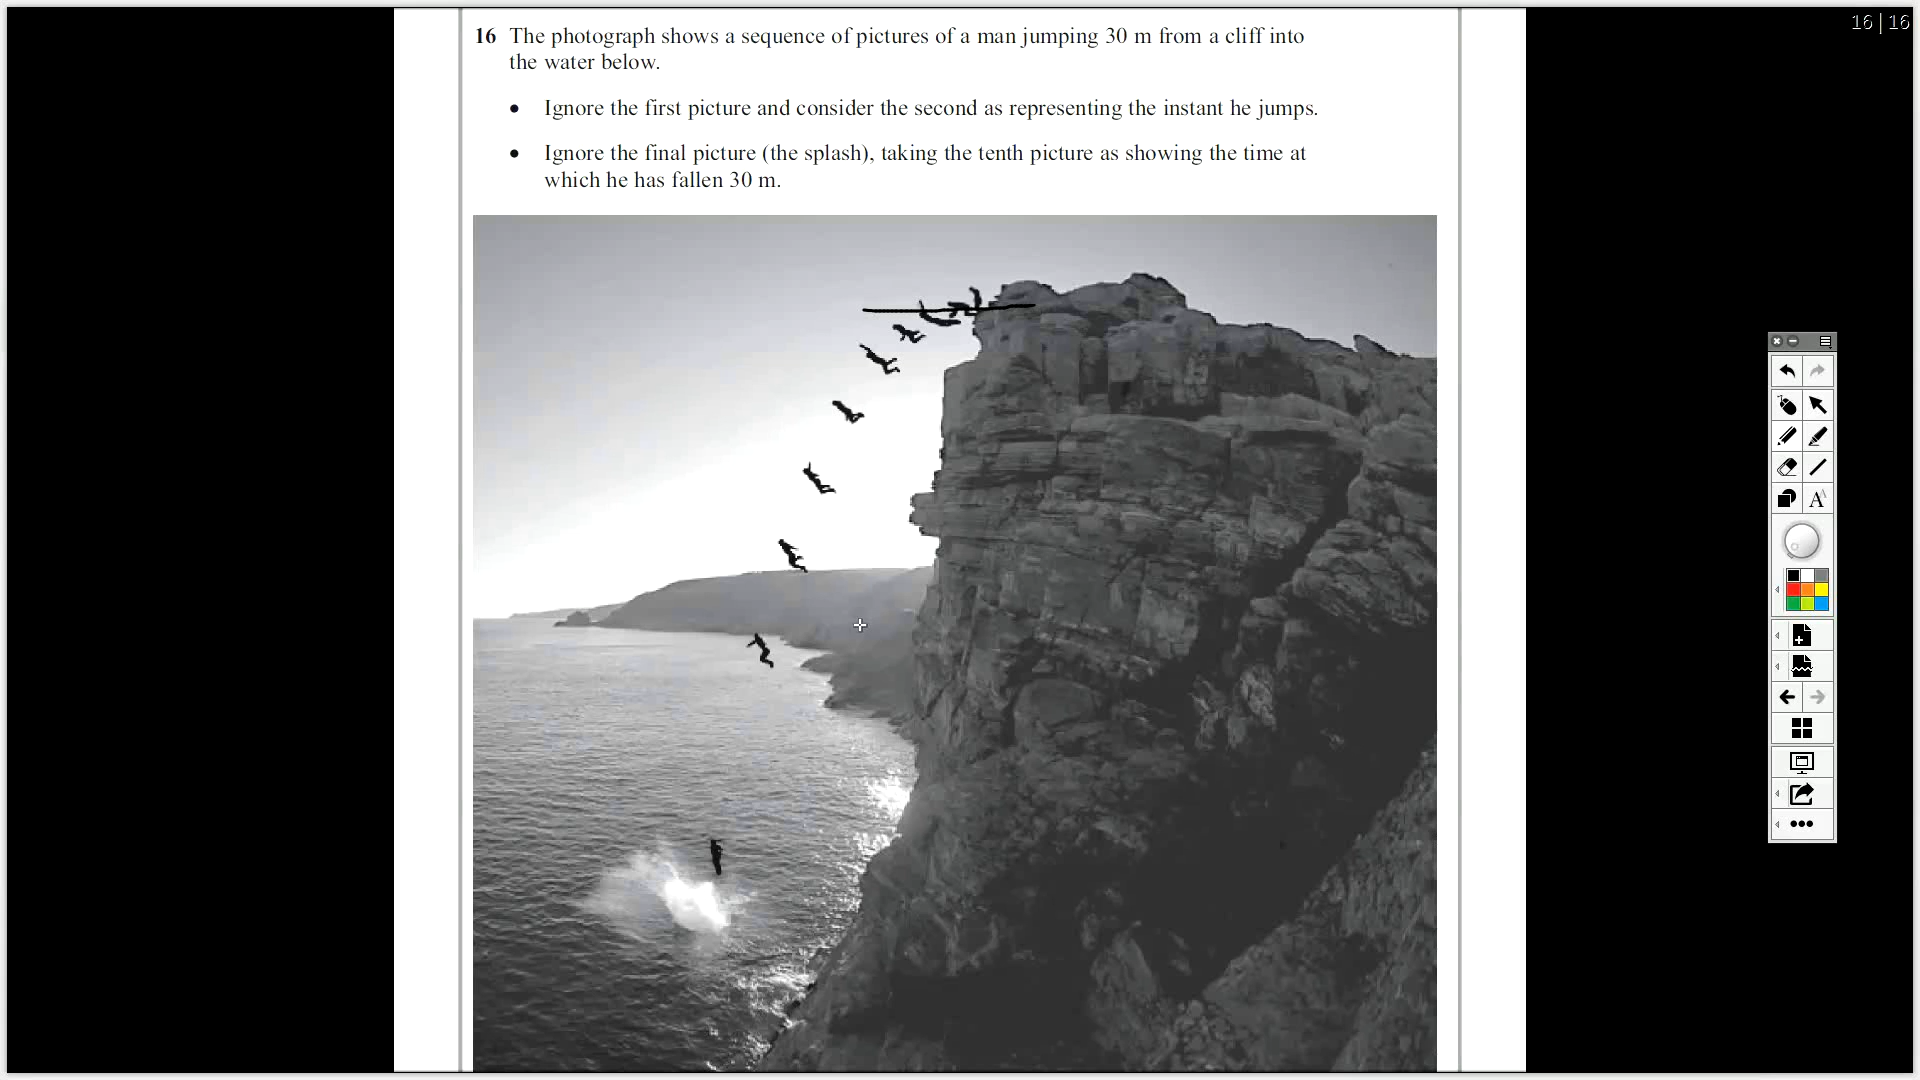 16 | 16
16 The photograph shows a sequence of pictures of a man jumping 30 m from a cliff into
the water below.
• Ignore the first picture and consider the second as representing the instant he jumps.
• Ignore the final picture (the splash), taking the tenth picture as showing the time at
which he has fallen 30 m.